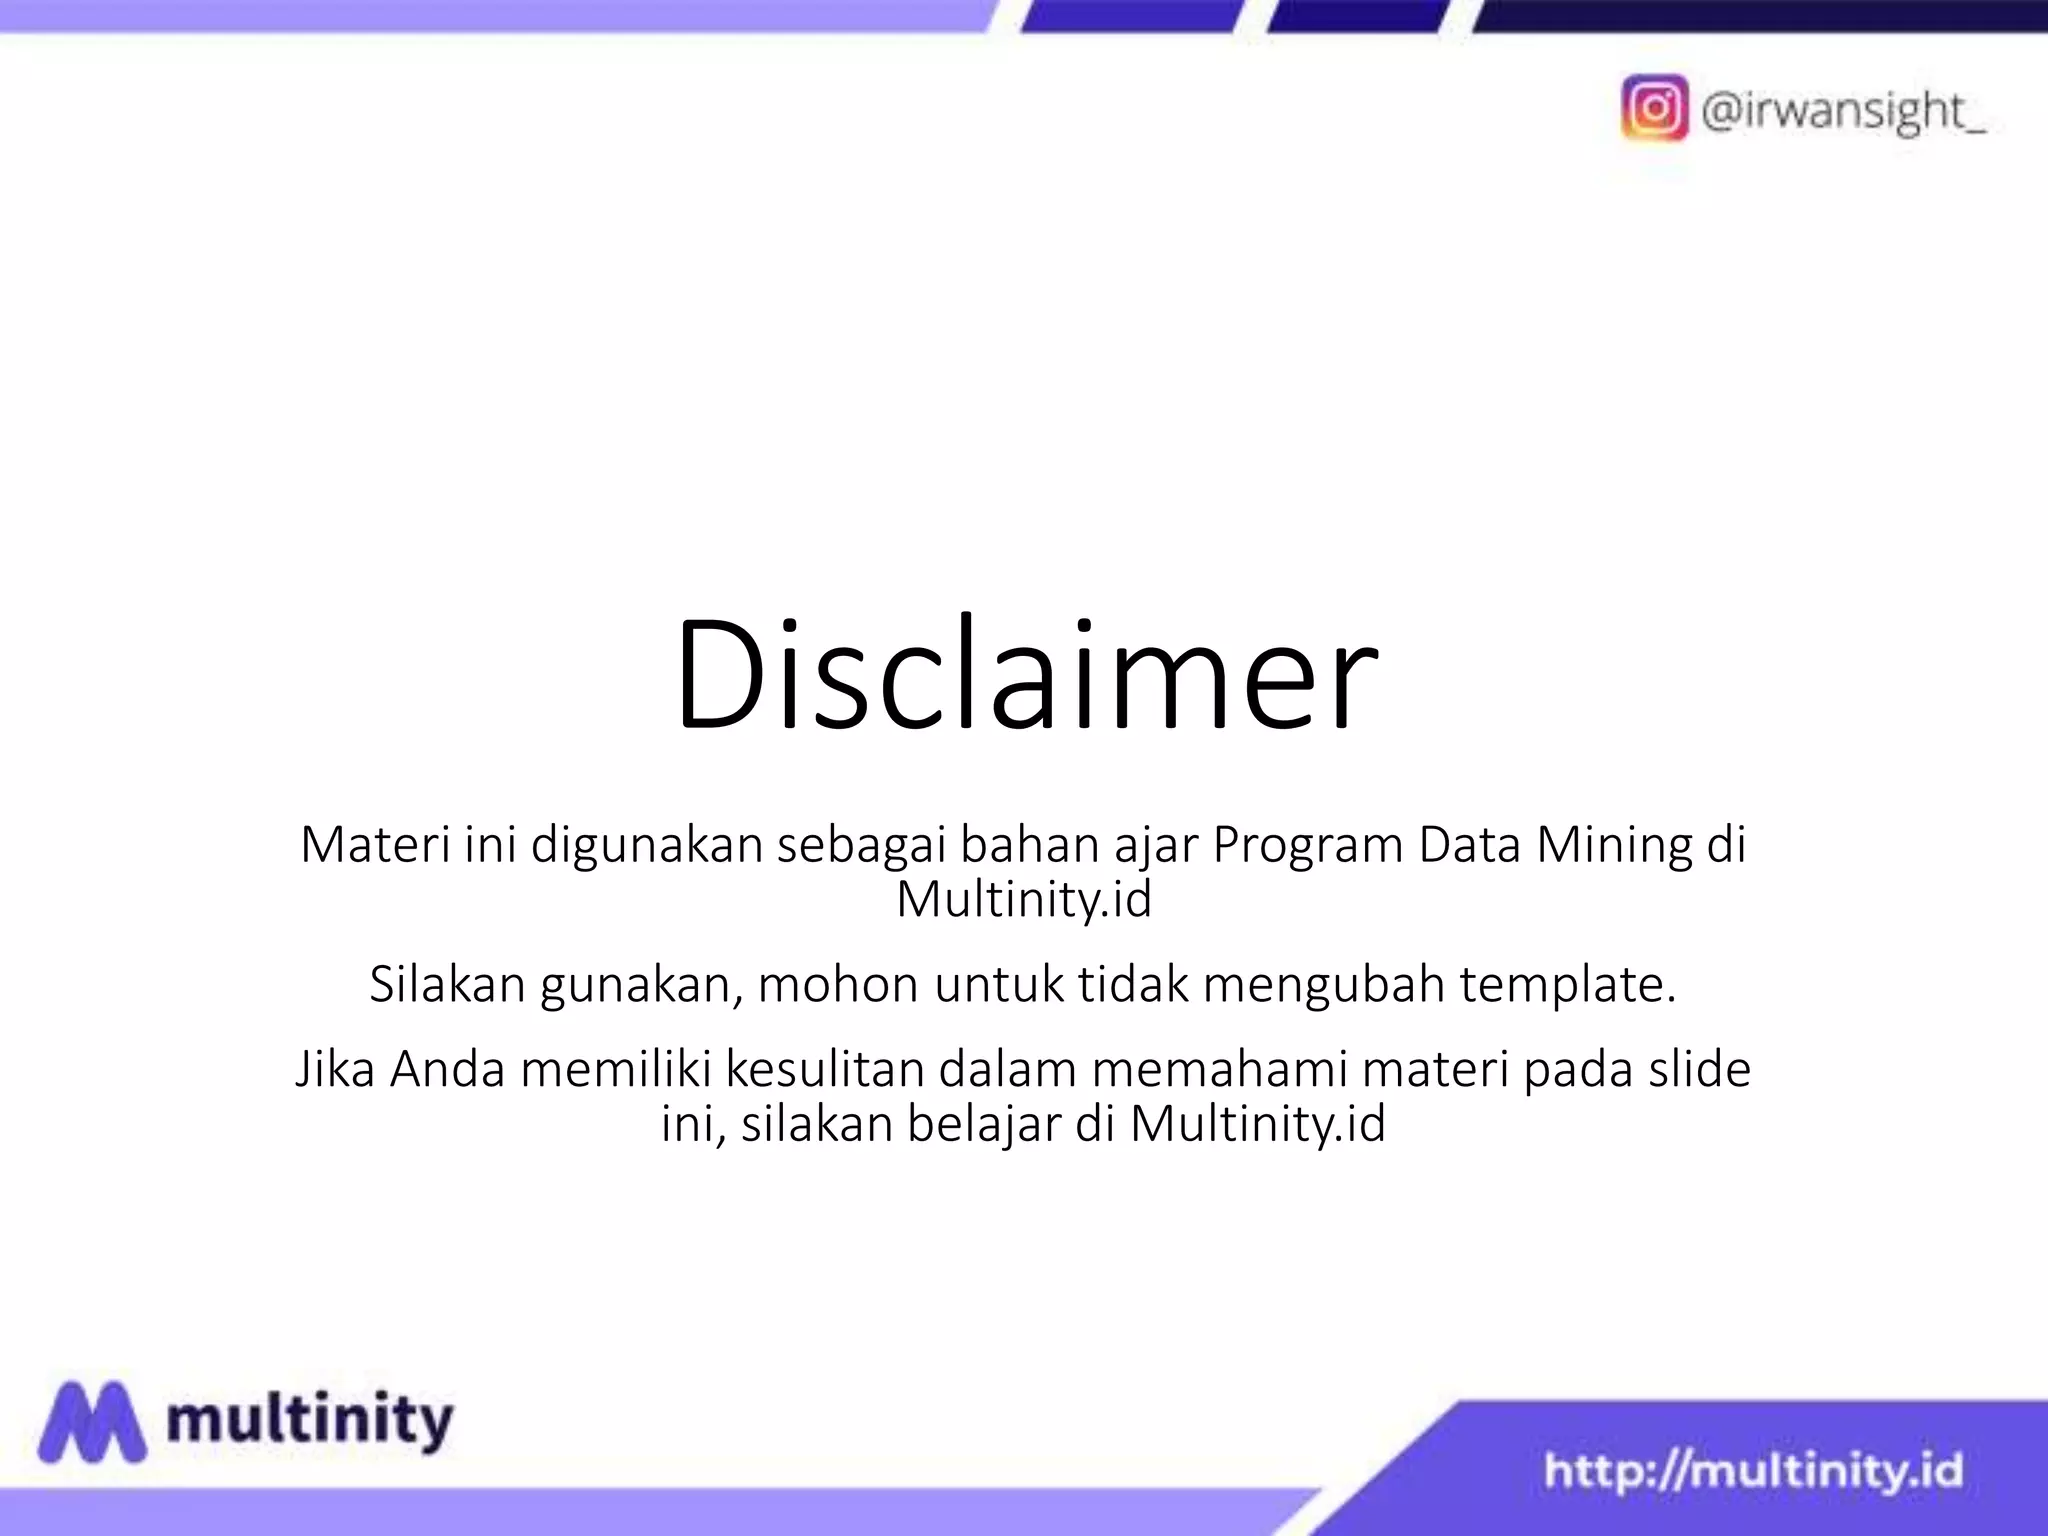 @irwansight_
Disclaimer
Materi ini digunakan sebagai bahan ajar Program Data Mining di
Multinity.id
Silakan gunakan, mohon untuk tidak mengubah template.
Jika Anda memiliki kesulitan dalam memahami materi pada slide
ini, silakan belajar di Multinity.id
multinity
http://multinity.id